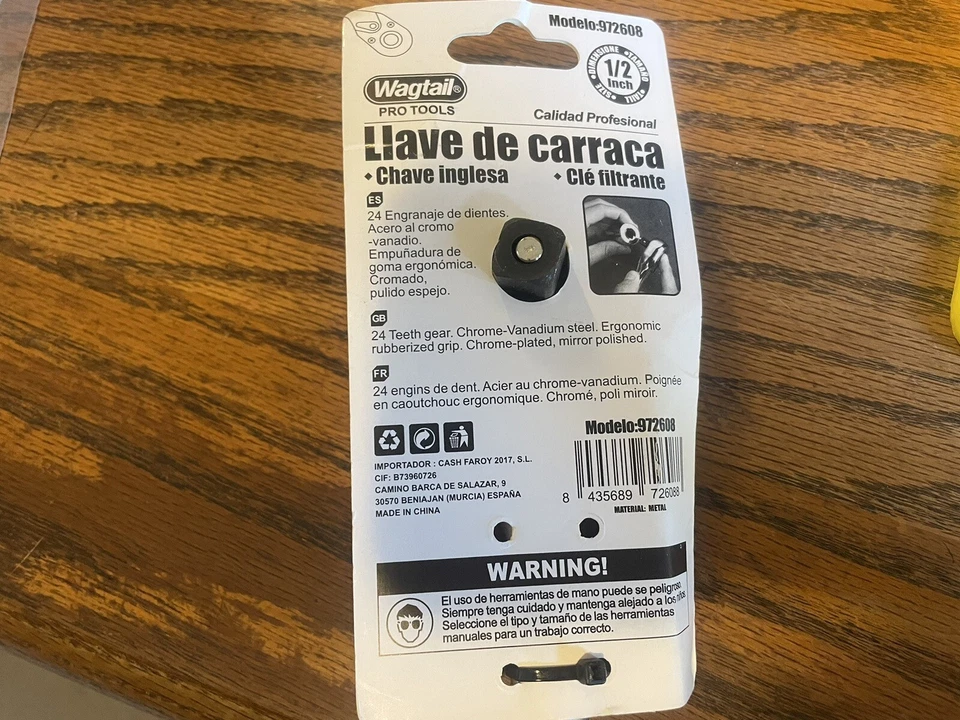 Modelo:972608
DIMENSIONE • TAMAÑO • TAILL • SIZE •
1/2
Inch
Wagtail®
PRO TOOLS
Calidad Profesional
Llave de carraca
Chave inglesa
Clé filtrante
ES
24 Engranaje de dientes.
Acero al cromo
-vanadio.
Empuñadura de
goma ergonómica.
Cromado,
pulido espejo.
GB
24 Teeth gear. Chrome-Vanadium steel. Ergonomic
rubberized grip. Chrome-plated, mirror polished.
FR
24 engins de dent. Acier au chrome-vanadium. Poignée
en caoutchouc ergonomique. Chromé, poli miroir.
Modelo:972608
IMPORTADOR : CASH FAROY 2017, S.L.
CIF: B73960726
CAMINO BARCA DE SALAZAR, 9
30570 BENIAJAN (MURCIA) ESPAÑA
MADE IN CHINA
8 435689 726088
MATERIAL: METAL
WARNING!
El uso de herramientas de mano puede se peligroso
Siempre tenga cuidado y mantenga alejado a los niños
Seleccione el tipo y tamaño de las herramientas
manuales para un trabajo correcto.